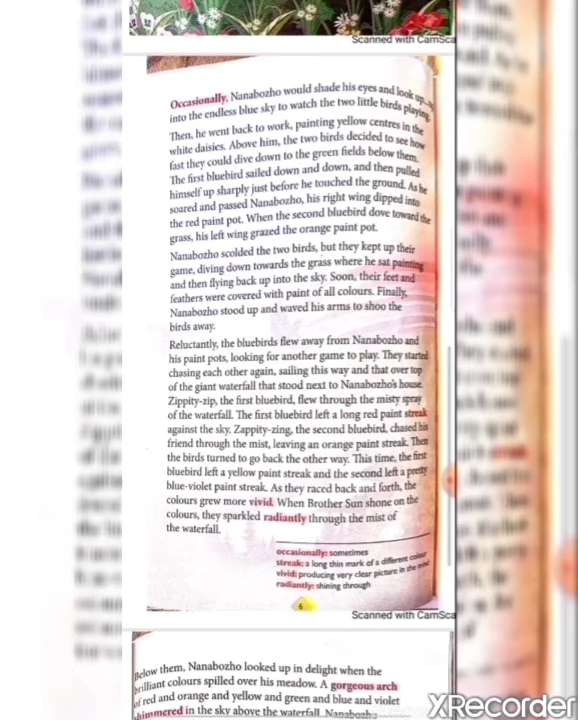 Scanned with CamSca
Occasionally, Nanabozho would shade his eyes and look up
into the endless blue sky to watch the two little birds playing.
Then, he went back to work, painting yellow centres in the
white daisies. Above him, the two birds decided to see how
fast they could dive down to the green fields below them.
The first bluebird sailed down and down, and then pulled
himself up sharply just before he touched the ground. As he
soared and passed Nanabozho, his right wing dipped into
the red paint pot. When the second bluebird dove toward the
grass, his left wing grazed the orange paint pot.
Nanabozho scolded the two birds, but they kept up their
game, diving down towards the grass where he sat painting
and then flying back up into the sky. Soon, their feet and
feathers were covered with paint of all colours. Finally,
Nanabozho stood up and waved his arms to shoo the
birds away.
Reluctantly, the bluebirds flew away from Nanabozho and
his paint pots, looking for another game to play. They started
chasing each other again, sailing this way and that over top
of the giant waterfall that stood next to Nanabozho's house.
Zippity-zip, the first bluebird, flew through the misty spray
of the waterfall. The first bluebird left a long red paint streak
against the sky. Zappity-zing, the second bluebird, chased his
friend through the mist, leaving an orange paint streak. Then
the birds turned to go back the other way. This time, the first
bluebird left a yellow paint streak and the second left a pretty
blue-violet paint streak. As they raced back and forth, the
colours grew more vivid. When Brother Sun shone on the
colours, they sparkled radiantly through the mist of
the waterfall.
occasionally: sometimes
streak: a long thin mark of a different colour
vivid: producing very clear picture in the mind
radiantly: shining through
6
Scanned with CamSca
Below them, Nanabozho looked up in delight when the
brilliant colours spilled over his meadow. A gorgeous arch
of red and orange and yellow and green and blue and violet
shimmered in the sky above the waterfall. Nanabozho
XRecorder